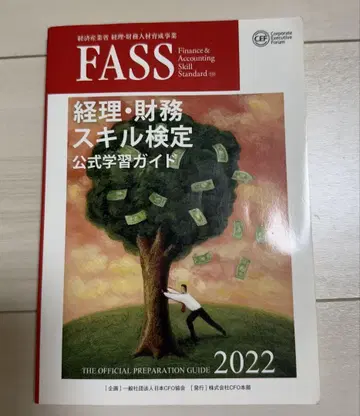 経済産業省 経理・財務人材育成事業
FASS
Finance &
Accounting
Skill
Standard
CEF
Corporate
Executive
Forum
経理・財務
スキル検定
公式学習ガイド
THE OFFICIAL PREPARATION GUIDE 2022
［企画］一般社団法人日本CFO協会 ［発行］株式会社CFO本舗